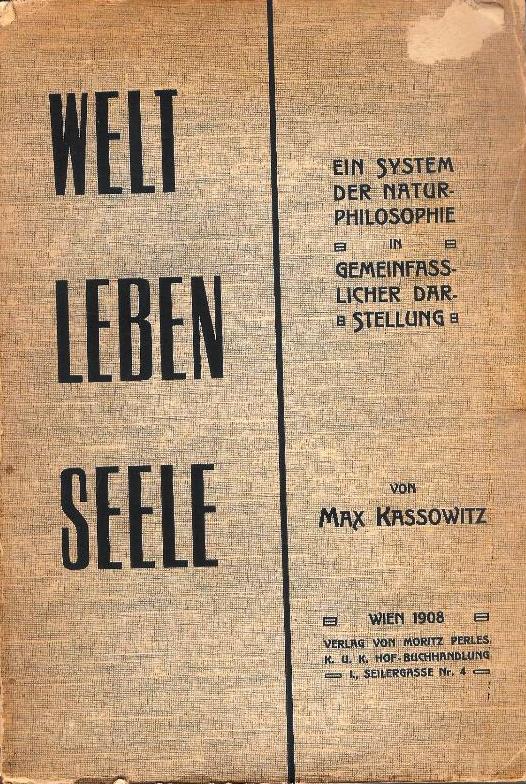 WELT
LEBEN
SEELE
EIN SYSTEM
DER NATUR-
PHILOSOPHIE
IN
GEMEINFASS-
LICHER DAR-
STELLUNG
VON
MAX KASSOWITZ
WIEN 1908
VERLAG VON MORITZ PERLES
K. U. K. HOF-BUCHHANDLUNG
I., SEILERGASSE Nr. 4